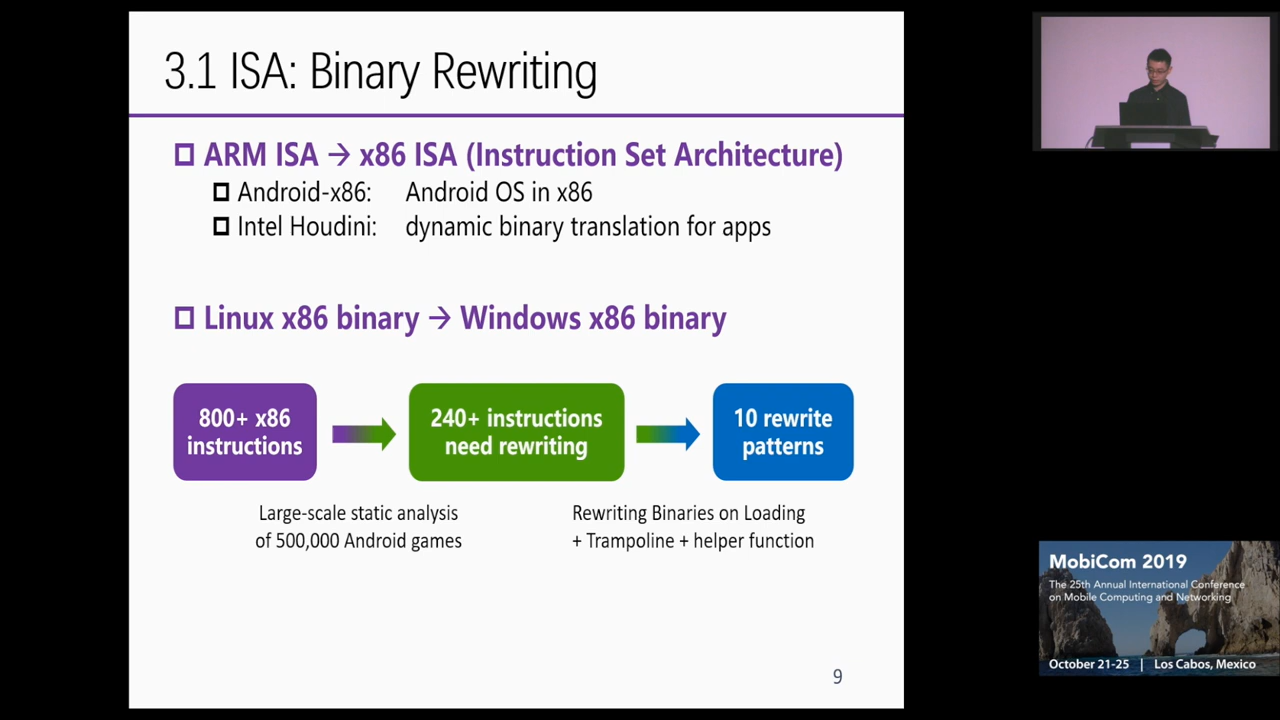 3.1 ISA: Binary Rewriting
ARM ISA → x86 ISA (Instruction Set Architecture)
Android-x86: Android OS in x86
Intel Houdini: dynamic binary translation for apps
Linux x86 binary → Windows x86 binary
800+ x86
instructions
240+ instructions
need rewriting
10 rewrite
patterns
Large-scale static analysis
of 500,000 Android games
Rewriting Binaries on Loading
+ Trampoline + helper function
9
MobiCom 2019
The 25th Annual International Conference
on Mobile Computing and Networking
October 21-25 | Los Cabos, Mexico